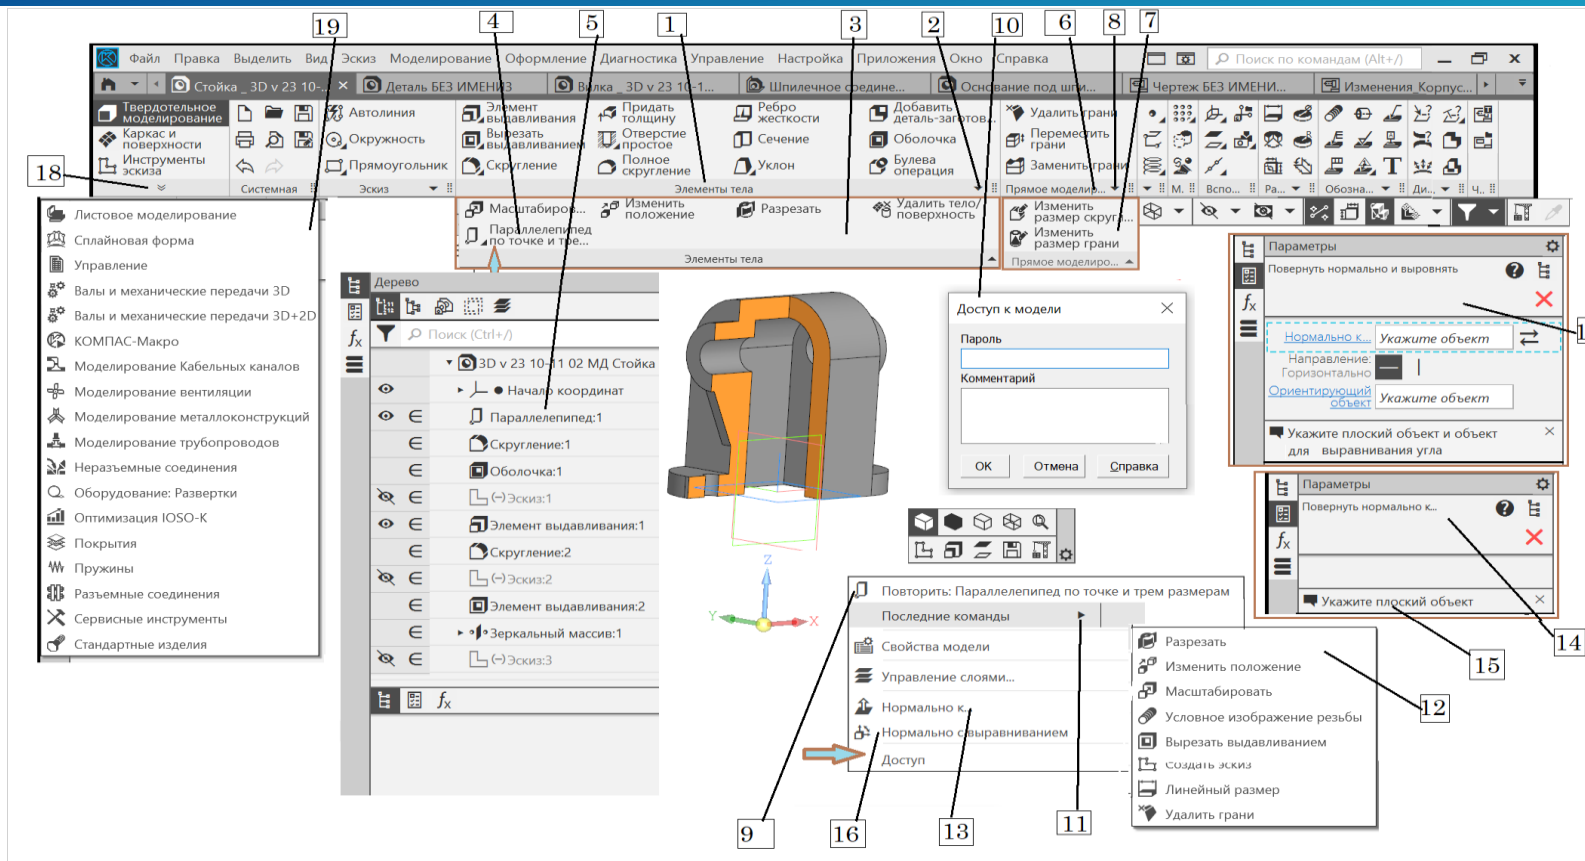 19
4
5
1
3
2
10
6
8
7
Файл Правка Выделить Вид Эскиз Моделирование Оформление Диагностика Управление Настройка Приложения Окно Справка
Поиск по командам (Alt+/)
Стойка _ 3D v 23 10-...
Деталь БЕЗ ИМЕНИ3
Вилка _ 3D v 23 10-1...
Шпилечное соедине...
Основание под шпи...
Чертеж БЕЗ ИМЕНИ...
Изменения_Корпус...
Твердотельное
моделирование
Каркас и
поверхности
Инструменты
эскиза
Системная
Автолиния
Окружность
Прямоугольник
Эскиз
Элемент
выдавливания
Вырезать
выдавливанием
Скругление
Придать
толщину
Отверстие
простое
Полное
скругление
Ребро
жесткости
Сечение
Уклон
Добавить
деталь-заготов...
Оболочка
Булева
операция
Элементы тела
Удалить грани
Переместить
грани
Заменить грани
Прямое моделир...
М.
Вспо...
Ра...
Обозна...
Ди...
Ч..
18
Масштабиров...
Изменить
положение
Разрезать
Удалить тело/
поверхность
Параллелепипед
по точке и тре...
Элементы тела
Изменить
размер скругл...
Изменить
размер грани
Прямое моделиро...
Листовое моделирование
Сплайновая форма
Управление
Валы и механические передачи 3D
Валы и механические передачи 3D+2D
КОМПАС-Макро
Моделирование Кабельных каналов
Моделирование вентиляции
Моделирование металлоконструкций
Моделирование трубопроводов
Неразъемные соединения
Оборудование: Развертки
Оптимизация IOSO-K
Покрытия
Пружины
Разъемные соединения
Сервисные инструменты
Стандартные изделия
Дерево
Поиск (Ctrl+/)
3D v 23 10-11 02 МД Стойка
Начало координат
Параллелепипед:1
Скругление:1
Оболочка:1
(−)Эскиз:1
Элемент выдавливания:1
Скругление:2
(−)Эскиз:2
Элемент выдавливания:2
Зеркальный массив:1
(−)Эскиз:3
Z
Y
X
Доступ к модели
Пароль
Комментарий
ОК
Отмена
Справка
Параметры
Повернуть нормально и выровнять
Нормально к...
Укажите объект
Направление:
Горизонтально
Ориентирующий
объект
Укажите объект
Укажите плоский объект и объект
для выравнивания угла
1
Параметры
Повернуть нормально к...
Укажите плоский объект
14
15
Повторить: Параллелепипед по точке и трем размерам
Последние команды
Свойства модели
Управление слоями...
Нормально к...
Нормально с выравниванием
Доступ
Разрезать
Изменить положение
Масштабировать
Условное изображение резьбы
Вырезать выдавливанием
Создать эскиз
Линейный размер
Удалить грани
12
9
16
13
11